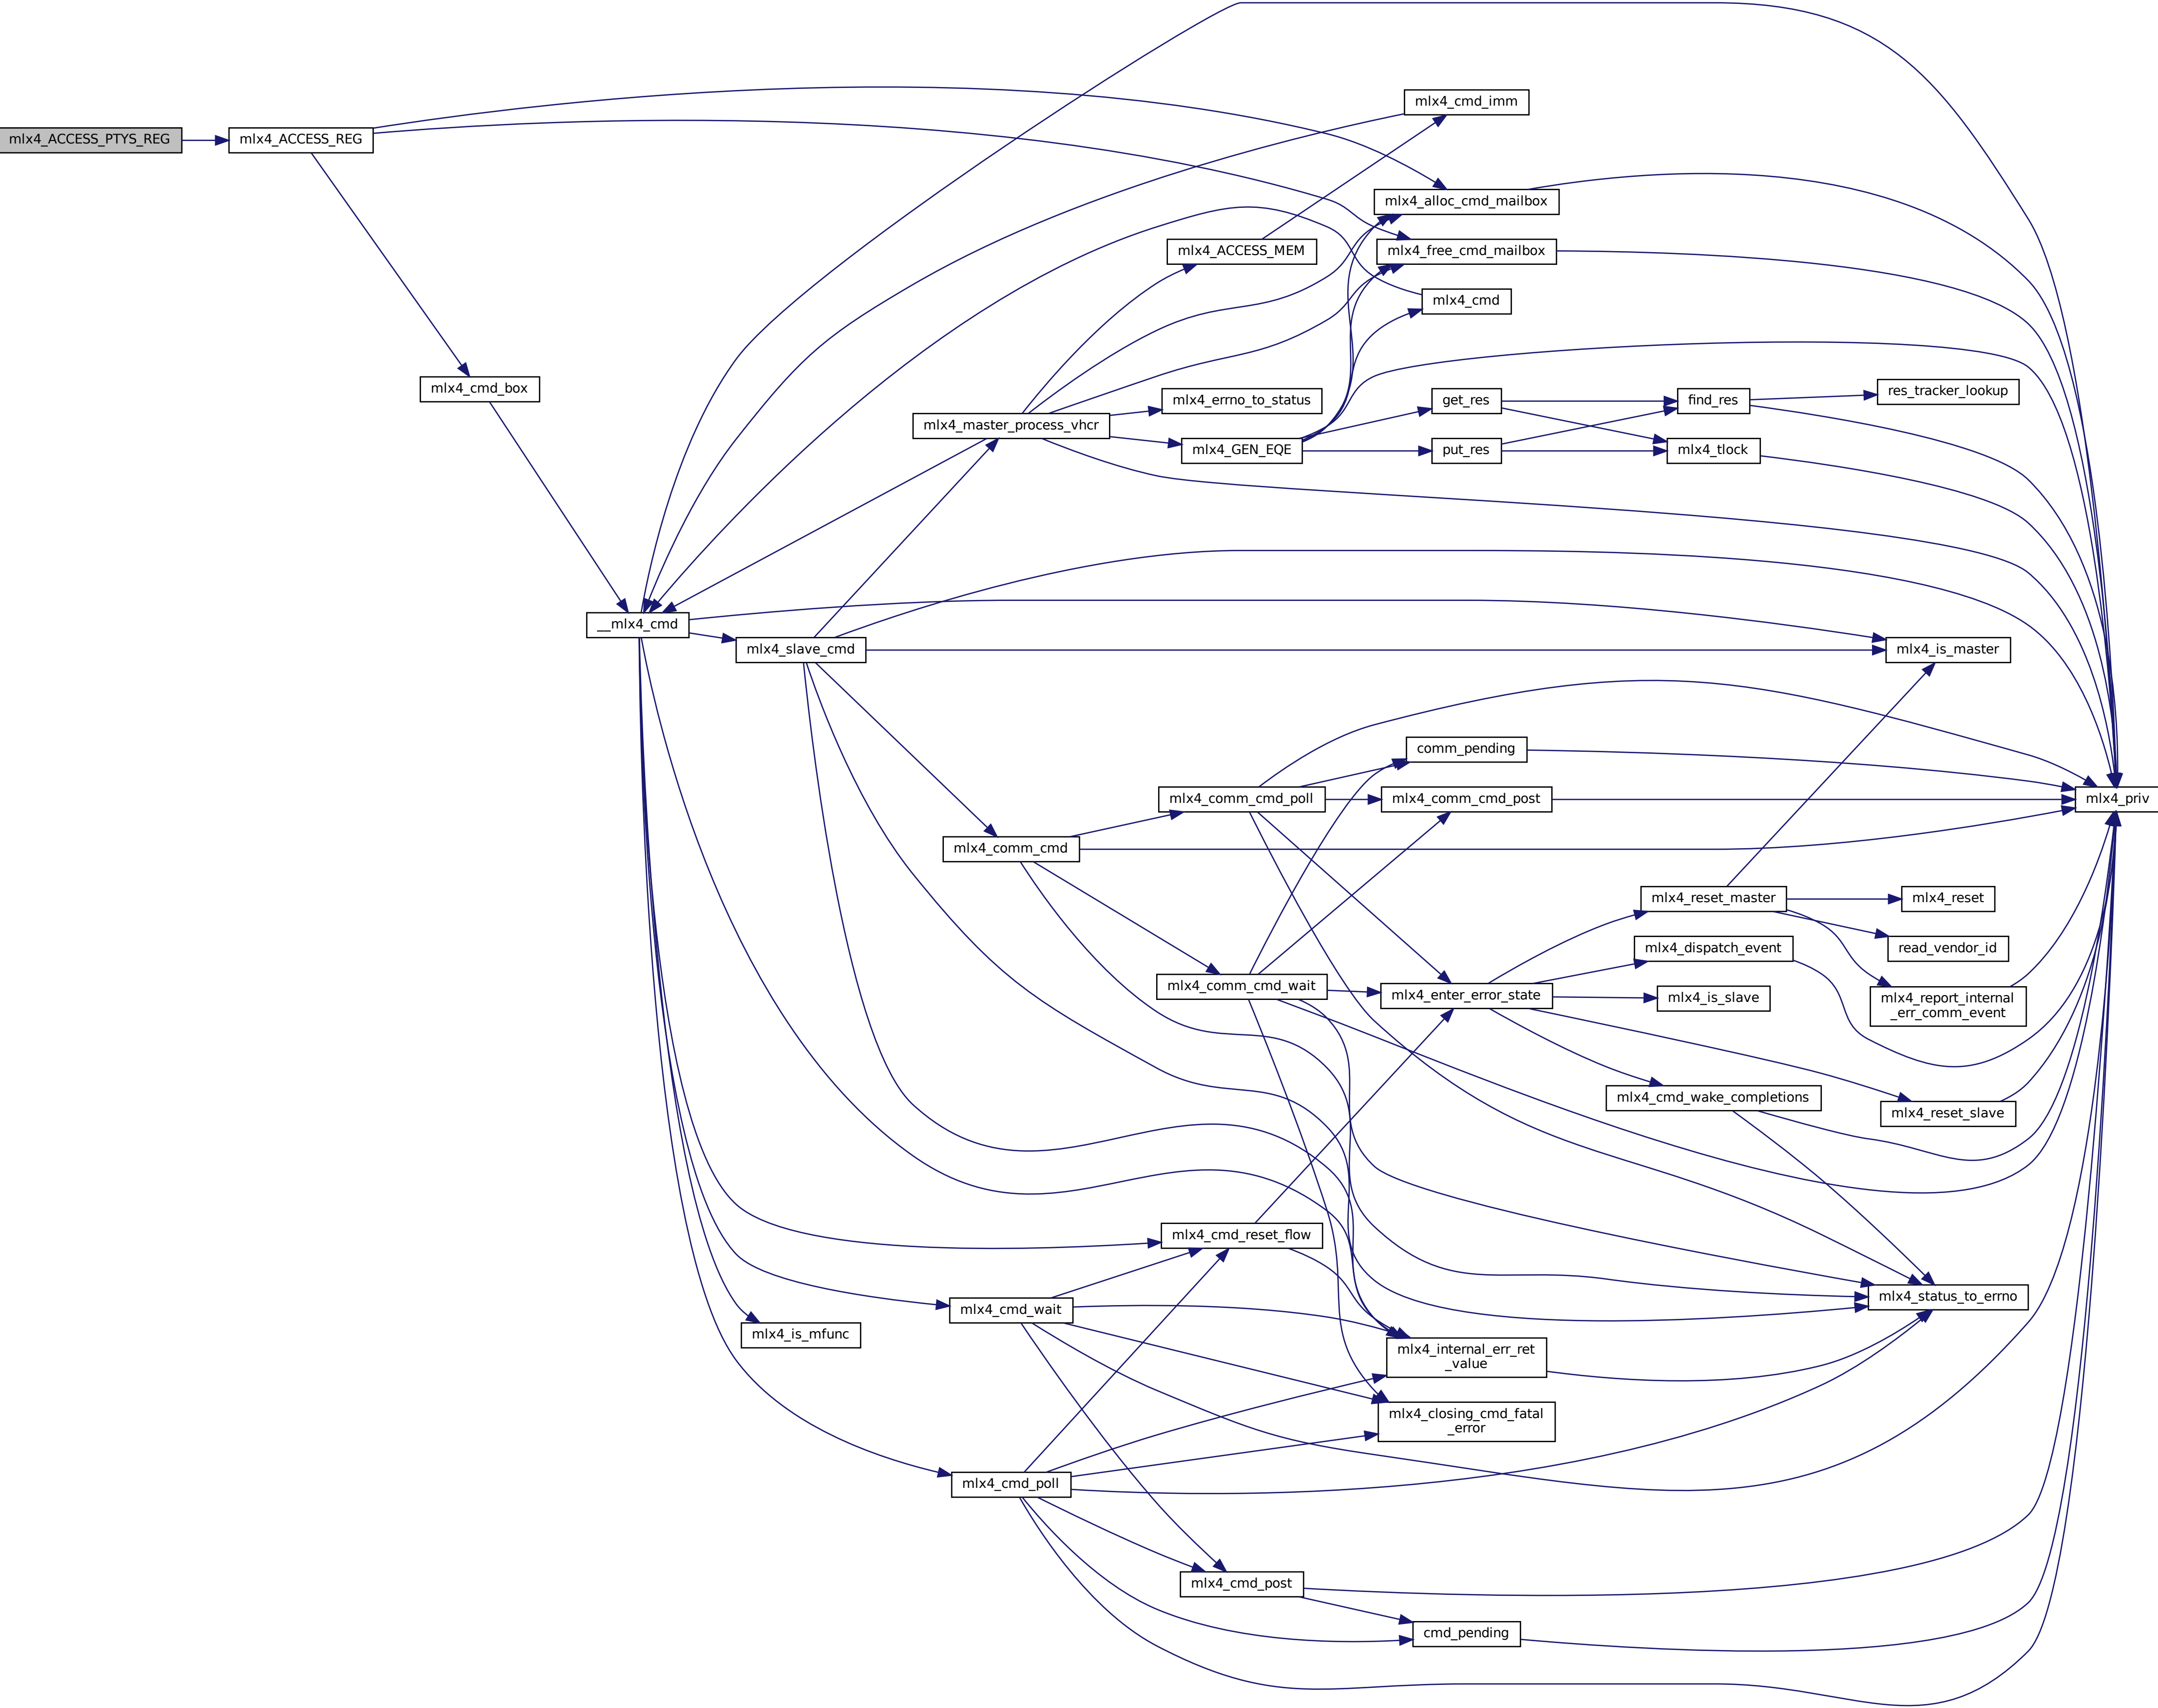 mlx4_ACCESS_PTYS_REG
mlx4_ACCESS_REG
mlx4_cmd_box
__mlx4_cmd
mlx4_slave_cmd
mlx4_is_mfunc
mlx4_master_process_vhcr
mlx4_comm_cmd
mlx4_cmd_wait
mlx4_cmd_poll
mlx4_ACCESS_MEM
mlx4_errno_to_status
mlx4_GEN_EQE
mlx4_comm_cmd_poll
mlx4_comm_cmd_wait
mlx4_cmd_reset_flow
mlx4_cmd_post
mlx4_cmd_imm
mlx4_alloc_cmd_mailbox
mlx4_free_cmd_mailbox
mlx4_cmd
get_res
put_res
comm_pending
mlx4_comm_cmd_post
mlx4_enter_error_state
mlx4_internal_err_ret
_value
mlx4_closing_cmd_fatal
_error
cmd_pending
find_res
mlx4_tlock
mlx4_reset_master
mlx4_dispatch_event
mlx4_is_slave
mlx4_cmd_wake_completions
res_tracker_lookup
mlx4_is_master
mlx4_reset
read_vendor_id
mlx4_report_internal
_err_comm_event
mlx4_reset_slave
mlx4_status_to_errno
mlx4_priv